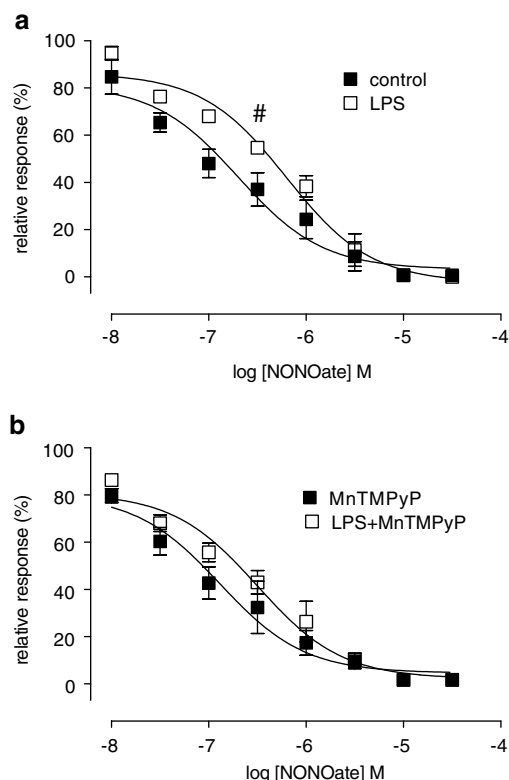 a
100
80
60
40
20
0
relative response (%)
#
control
LPS
-8 -7 -6 -5 -4
log [NONOate] M
b
100
80
60
40
20
0
relative response (%)
MnTMPyP
LPS+MnTMPyP
-8 -7 -6 -5 -4
log [NONOate] M